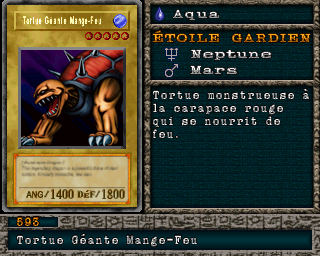 Tortue Géante Mange-Feu
ANG/1400 DéF/1800
Aqua
ÉTOILE GARDIEN
Neptune
Mars
Tortue monstrueuse à
la carapace rouge
qui se nourrit de
feu.
593
Tortue Géante Mange-Feu